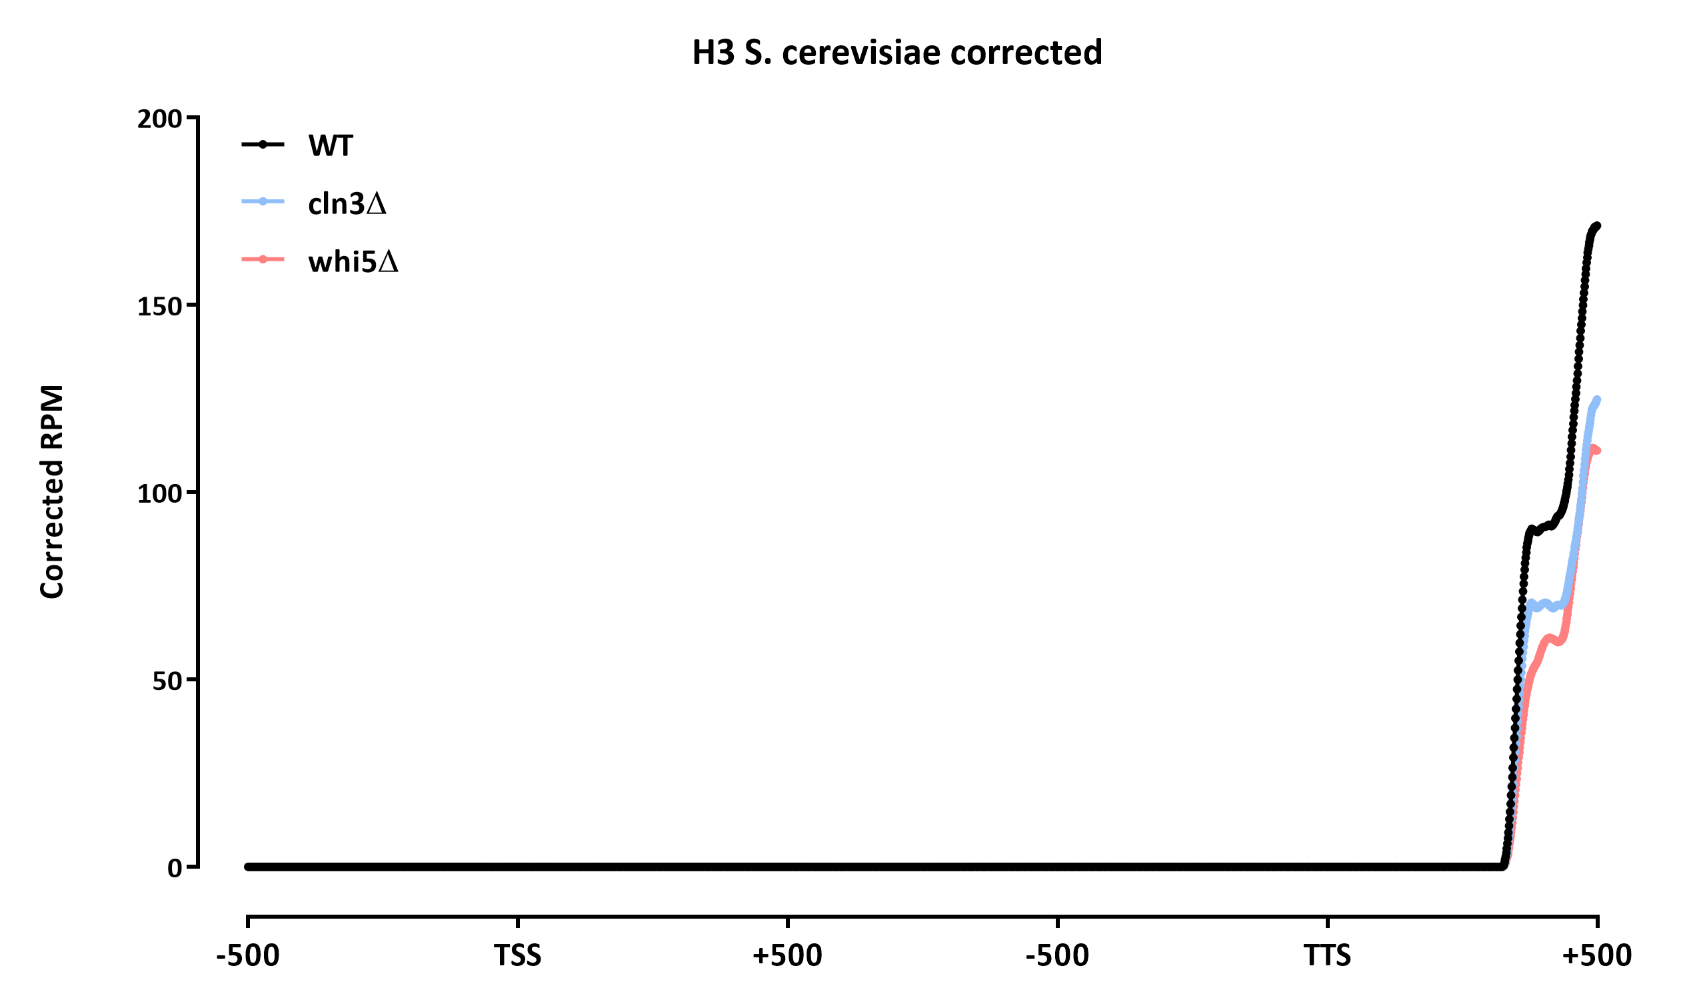 H3 S. cerevisiae corrected
200
WT
cln3Δ
whi5Δ
150
Corrected RPM
100
50
0
-500 TSS +500 -500 TTS +500